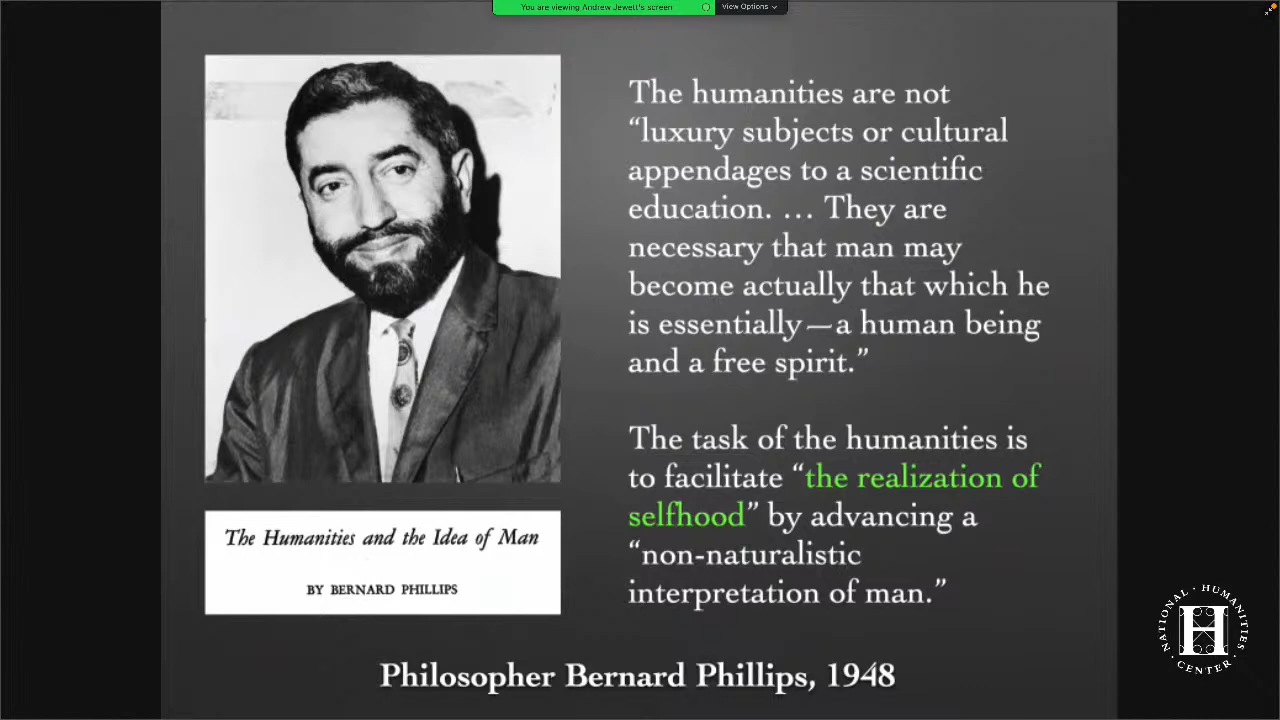 You are viewing Andrew Jewett's screen
View Options
The humanities are not
“luxury subjects or cultural
appendages to a scientific
education. … They are
necessary that man may
become actually that which he
is essentially—a human being
and a free spirit.”
The task of the humanities is
to facilitate “the realization of
selfhood” by advancing a
“non-naturalistic
interpretation of man.”
The Humanities and the Idea of Man
BY BERNARD PHILLIPS
Philosopher Bernard Phillips, 1948
NATIONAL · HUMANITIES · CENTER ·
H